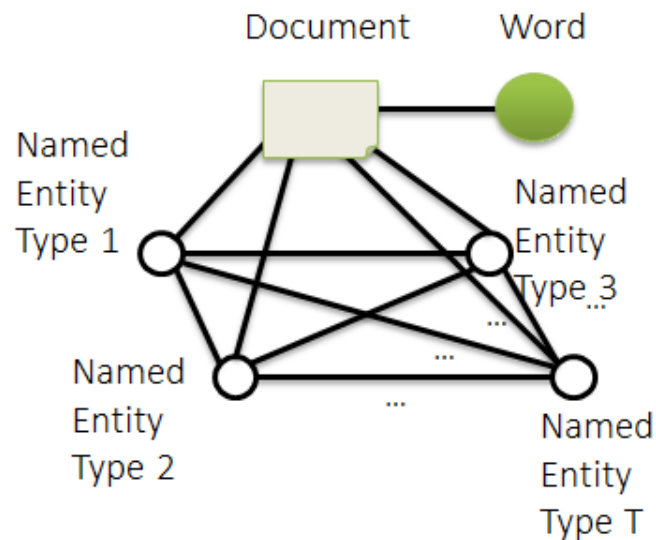 Document
Word
Named
Entity
Type 1
Named
Entity
Type 3
...
...
...
...
Named
Entity
Type 2
Named
Entity
Type T